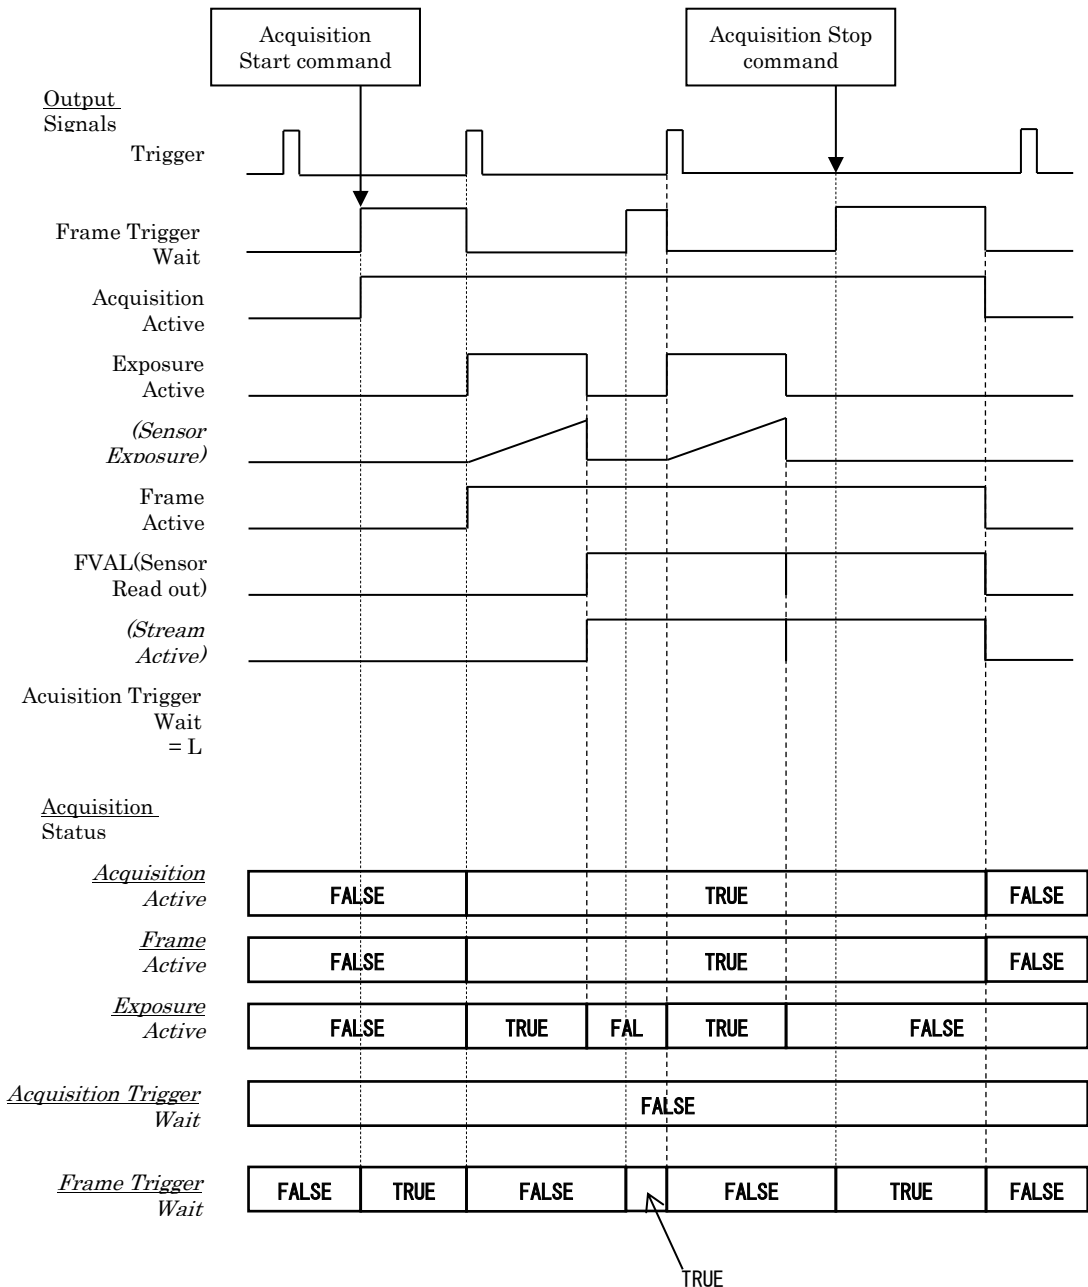 Acquisition
Start command
Acquisition Stop
command
Output
Signals
Trigger
Frame Trigger
Wait
Acquisition
Active
Exposure
Active
(Sensor
Exposure)
Frame
Active
FVAL(Sensor
Read out)
(Stream
Active)
Acuisition Trigger
Wait
= L
Acquisition
Status
Acquisition
Active
FALSE TRUE FALSE
Frame
Active
FALSE TRUE FALSE
Exposure
Active
FALSE TRUE FAL TRUE FALSE
Acquisition Trigger
Wait
FALSE
Frame Trigger
Wait
FALSE TRUE FALSE FALSE TRUE FALSE
TRUE